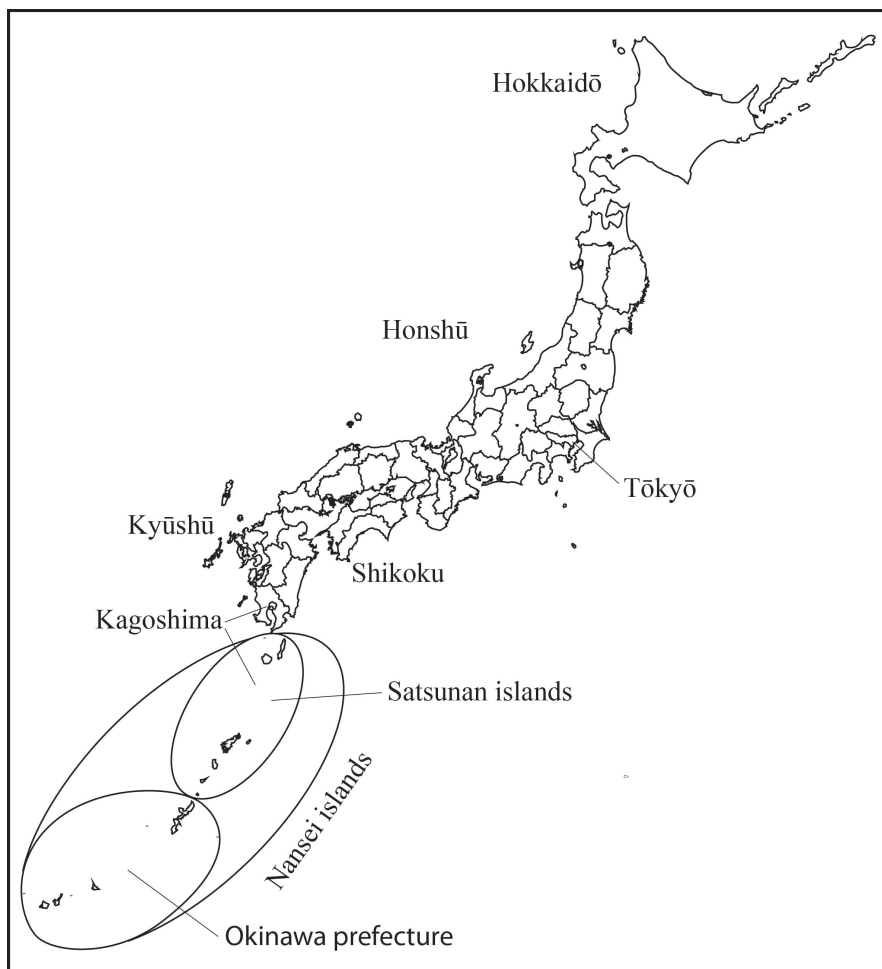 Hokkaidō
Honshū
Tōkyō
Kyūshū
Shikoku
Kagoshima
Satsunan islands
Nansei islands
Okinawa prefecture